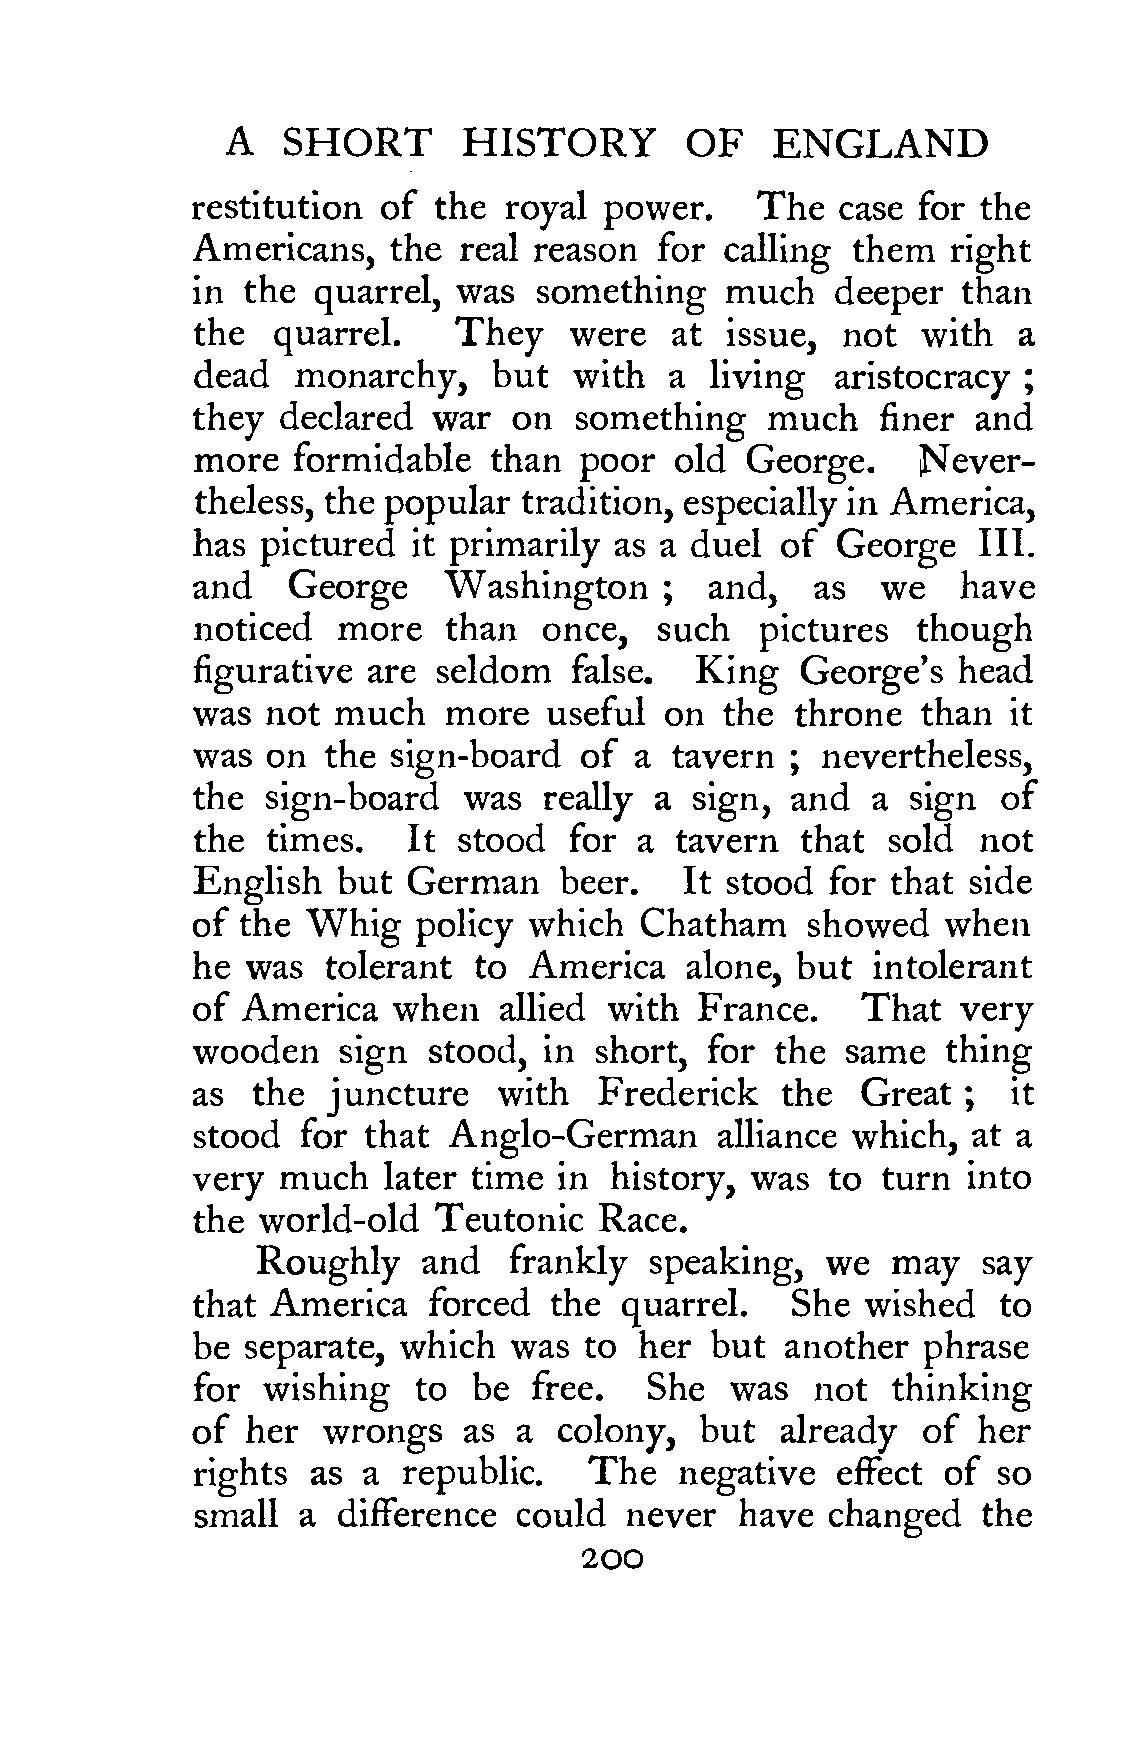 A SHORT HISTORY OF ENGLAND
restitution of the royal power. The case for the
Americans, the real reason for calling them right
in the quarrel, was something much deeper than
the quarrel. They were at issue, not with a
dead monarchy, but with a living aristocracy ;
they declared war on something much finer and
more formidable than poor old George. Never-
theless, the popular tradition, especially in America,
has pictured it primarily as a duel of George III.
and George Washington ; and, as we have
noticed more than once, such pictures though
figurative are seldom false. King George's head
was not much more useful on the throne than it
was on the sign-board of a tavern ; nevertheless,
the sign-board was really a sign, and a sign of
the times. It stood for a tavern that sold not
English but German beer. It stood for that side
of the Whig policy which Chatham showed when
he was tolerant to America alone, but intolerant
of America when allied with France. That very
wooden sign stood, in short, for the same thing
as the juncture with Frederick the Great ; it
stood for that Anglo-German alliance which, at a
very much later time in history, was to turn into
the world-old Teutonic Race.
Roughly and frankly speaking, we may say
that America forced the quarrel. She wished to
be separate, which was to her but another phrase
for wishing to be free. She was not thinking
of her wrongs as a colony, but already of her
rights as a republic. The negative effect of so
small a difference could never have changed the
200